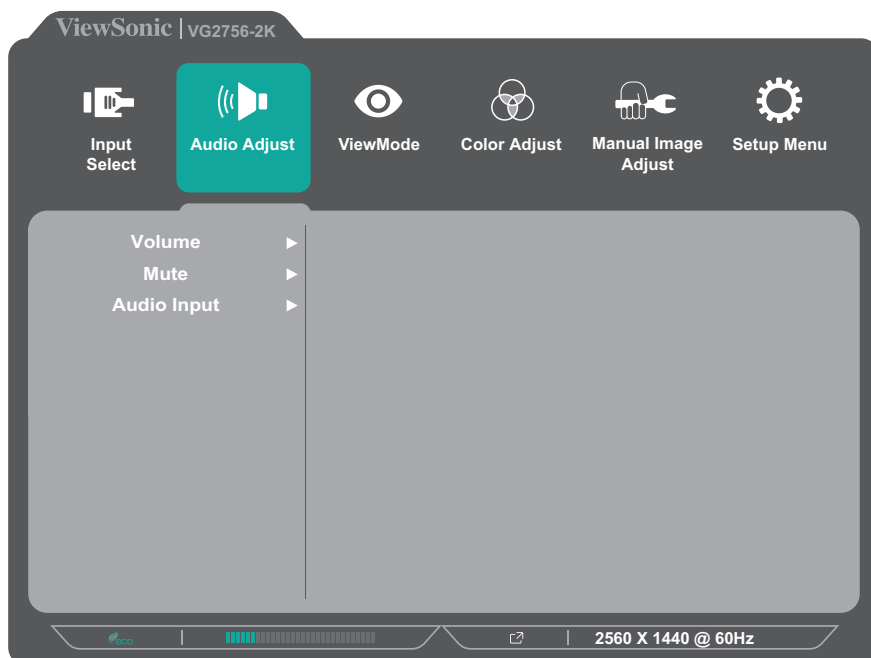 ViewSonic | VG2756-2K
Input Select
Audio Adjust
ViewMode
Color Adjust
Manual Image Adjust
Setup Menu
Volume
Mute
Audio Input
eco
2560 X 1440 @ 60Hz